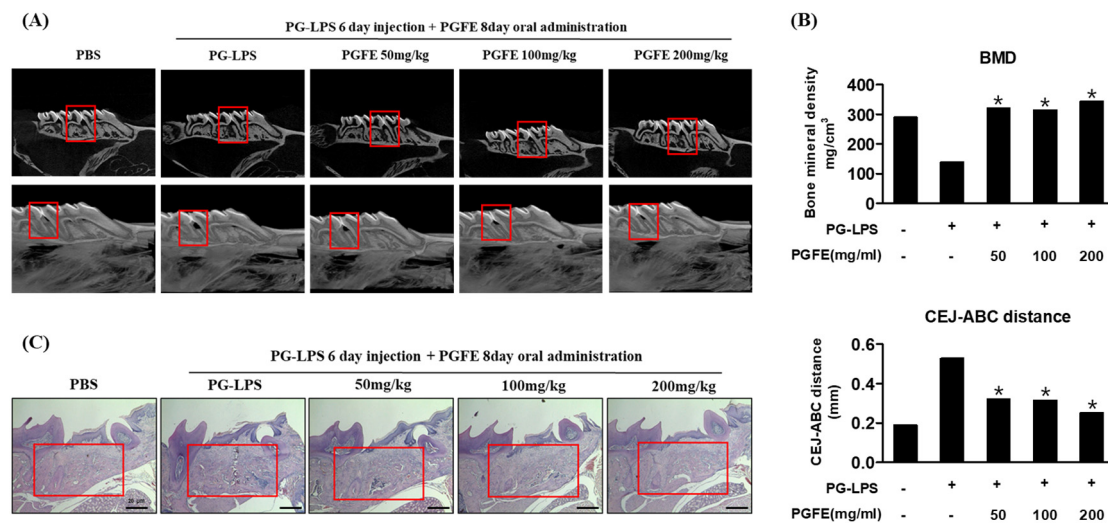 (A)
PG-LPS 6 day injection + PGFE 8day oral administration
PBS PG-LPS PGFE 50mg/kg PGFE 100mg/kg PGFE 200mg/kg
(B)
BMD
Bone mineral density
mg/cm3
400
300
200
100
0
* * *
PG-LPS - + + + +
PGFE(mg/ml) - - 50 100 200
CEJ-ABC distance
CEJ-ABC distance
(mm)
0.6
0.4
0.2
0.0
* * *
PG-LPS - + + + +
PGFE(mg/ml) - - 50 100 200
(C)
PG-LPS 6 day injection + PGFE 8day oral administration
PBS PG-LPS 50mg/kg 100mg/kg 200mg/kg
20 μm